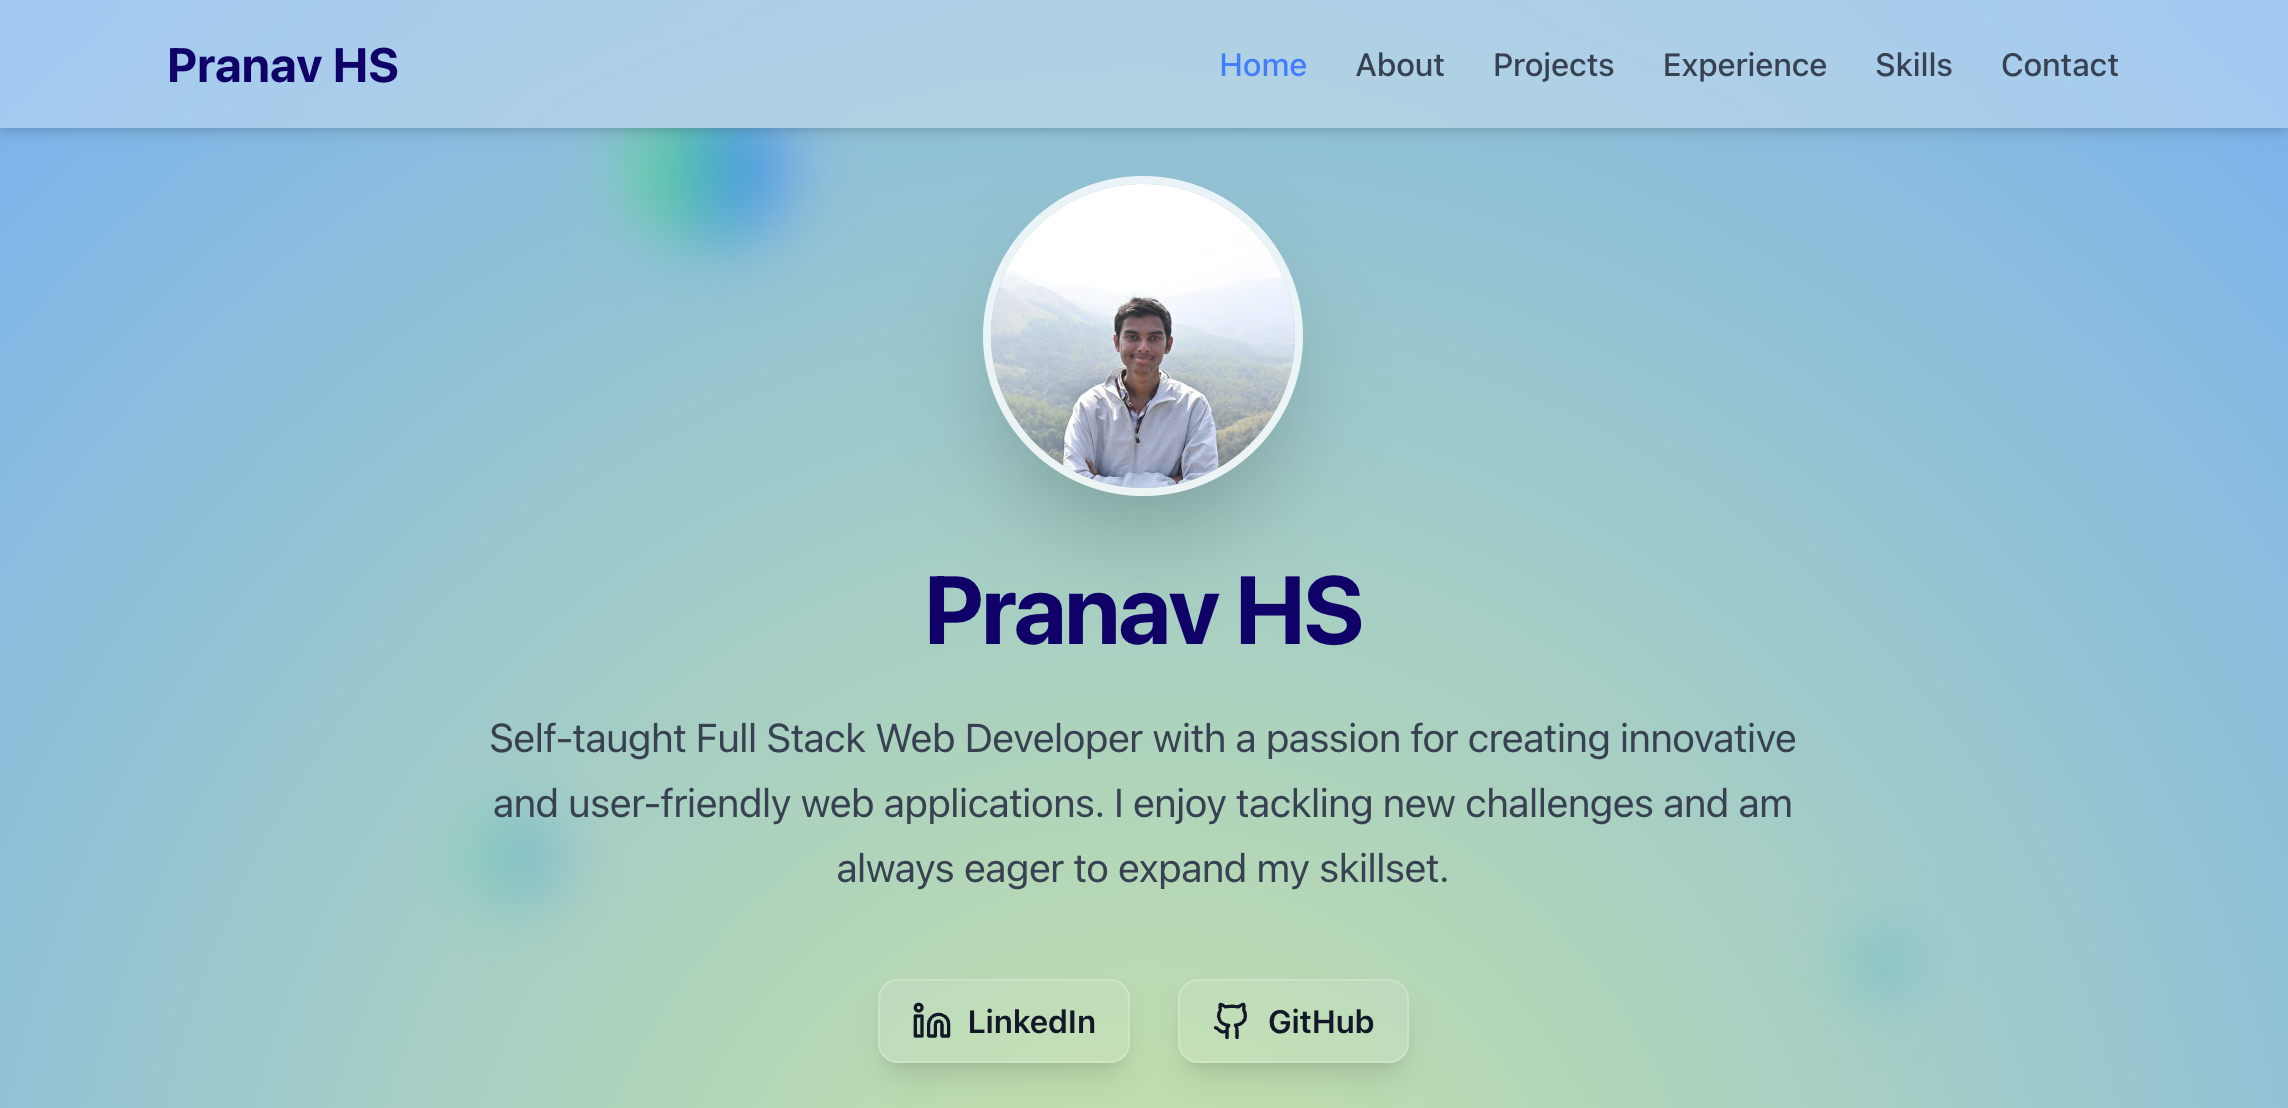 Pranav HS
Home About Projects Experience Skills Contact
Pranav HS
Self-taught Full Stack Web Developer with a passion for creating innovative
and user-friendly web applications. I enjoy tackling new challenges and am
always eager to expand my skillset.
LinkedIn
GitHub